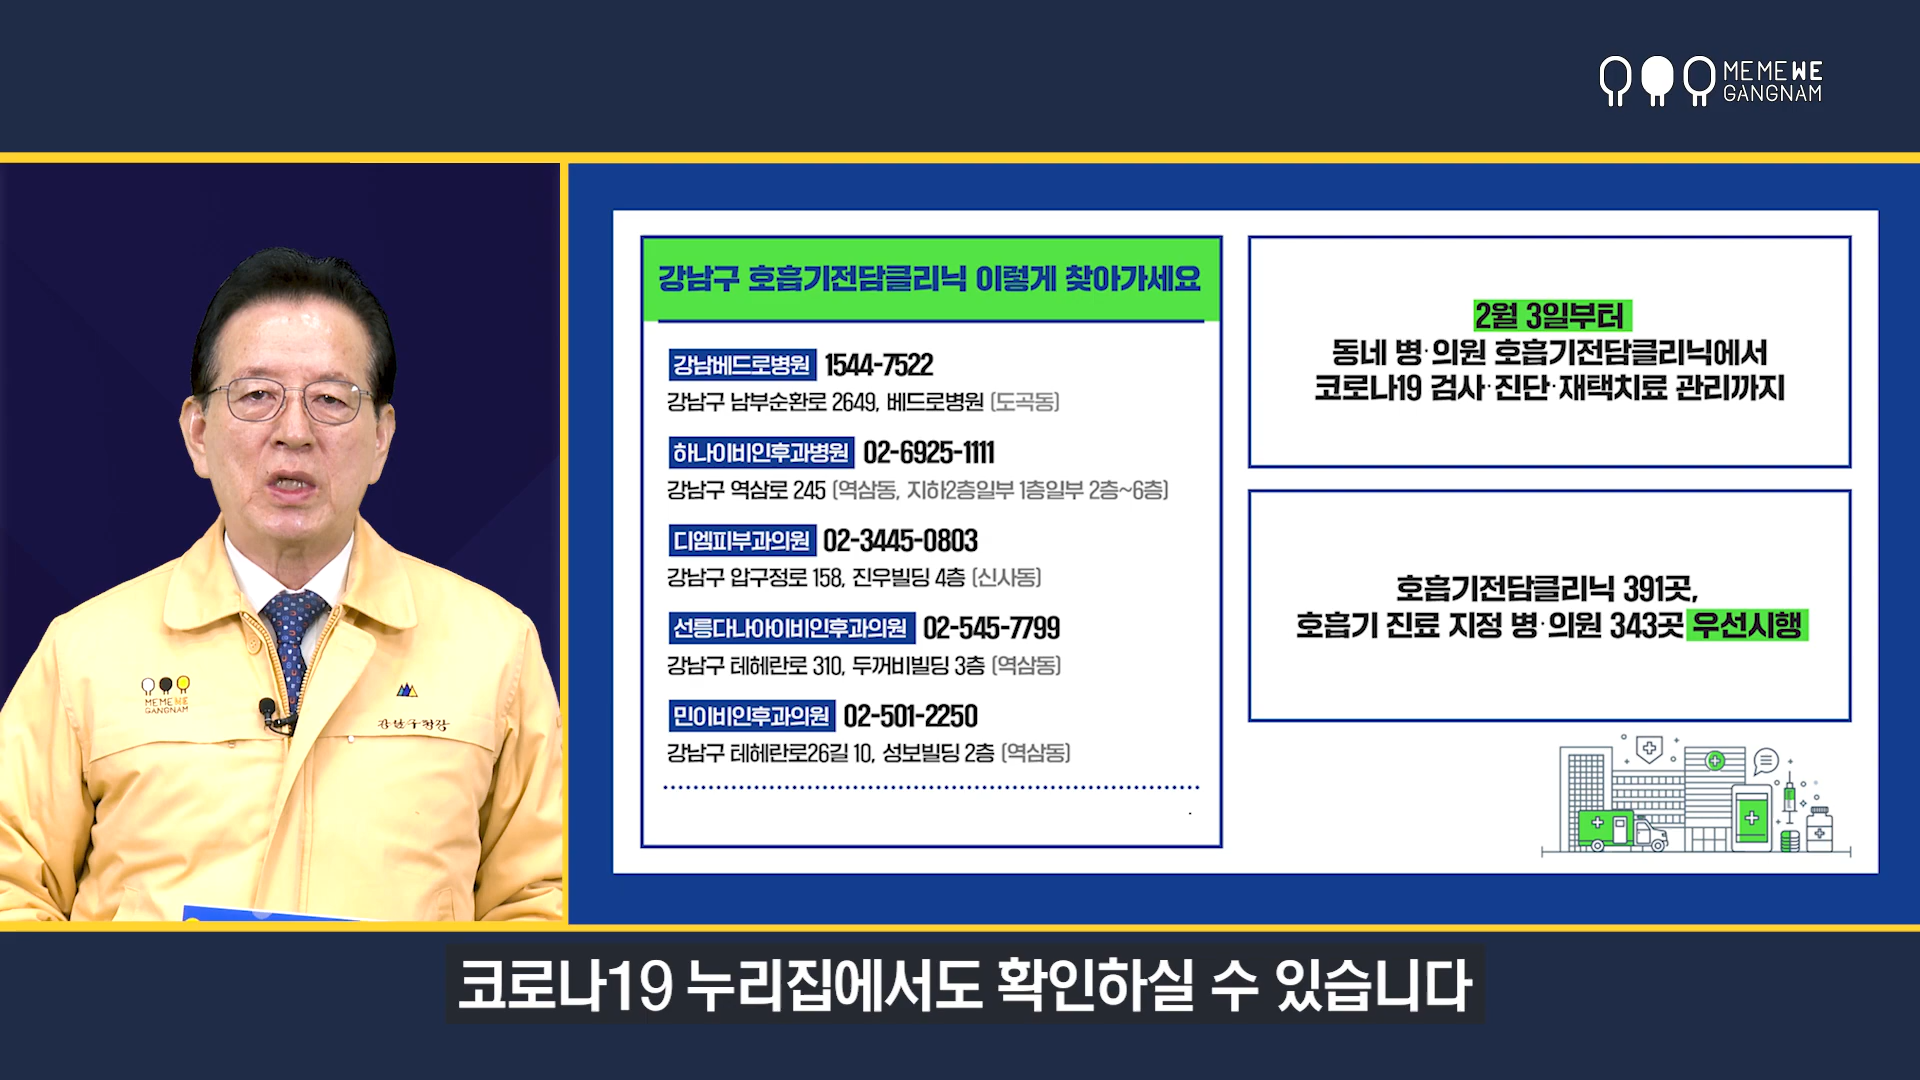 MEMEWE
GANGNAM
강남구 호흡기전담클리닉 이렇게 찾아가세요
강남베드로병원 1544-7522
강남구 남부순환로 2649, 베드로병원 (도곡동)
하나이비인후과병원 02-6925-1111
강남구 역삼로 245 (역삼동, 지하2층일부 1층일부 2층~6층)
디엠피부과의원 02-3445-0803
강남구 압구정로 158, 진우빌딩 4층 (신사동)
선릉다나아이비인후과의원 02-545-7799
강남구 테헤란로 310, 두꺼비빌딩 3층 (역삼동)
민이비인후과의원 02-501-2250
강남구 테헤란로26길 10, 성보빌딩 2층 (역삼동)
2월 3일부터
동네 병·의원 호흡기전담클리닉에서
코로나19 검사·진단·재택치료 관리까지
호흡기전담클리닉 391곳,
호흡기 진료 지정 병·의원 343곳 우선시행
MEMEWE
GANGNAM
강남구청장
코로나19 누리집에서도 확인하실 수 있습니다